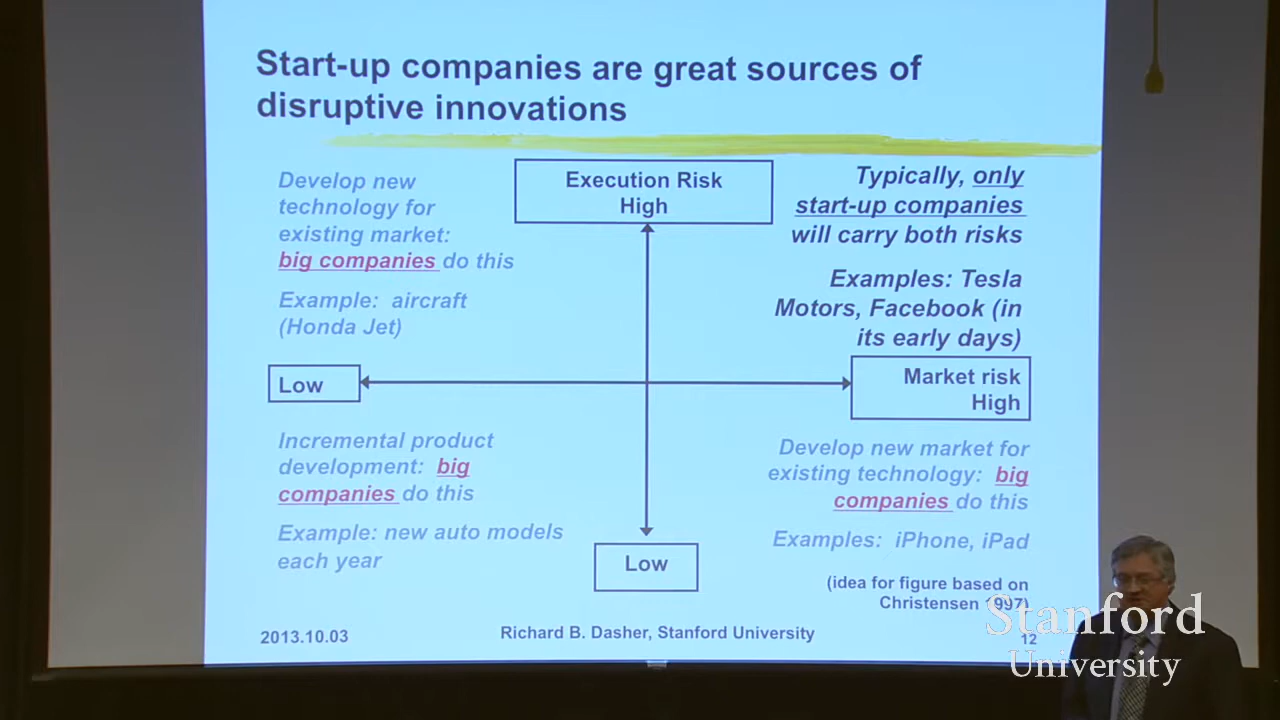 Start-up companies are great sources of
disruptive innovations
Develop new
technology for
existing market:
big companies do this
Example: aircraft
(Honda Jet)
Execution Risk
High
Typically, only
start-up companies
will carry both risks
Examples: Tesla
Motors, Facebook (in
its early days)
Low
Market risk
High
Incremental product
development: big
companies do this
Example: new auto models
each year
Low
Develop new market for
existing technology: big
companies do this
Examples: iPhone, iPad
(idea for figure based on
Christensen 1997)
2013.10.03
Richard B. Dasher, Stanford University
12
Stanford
University